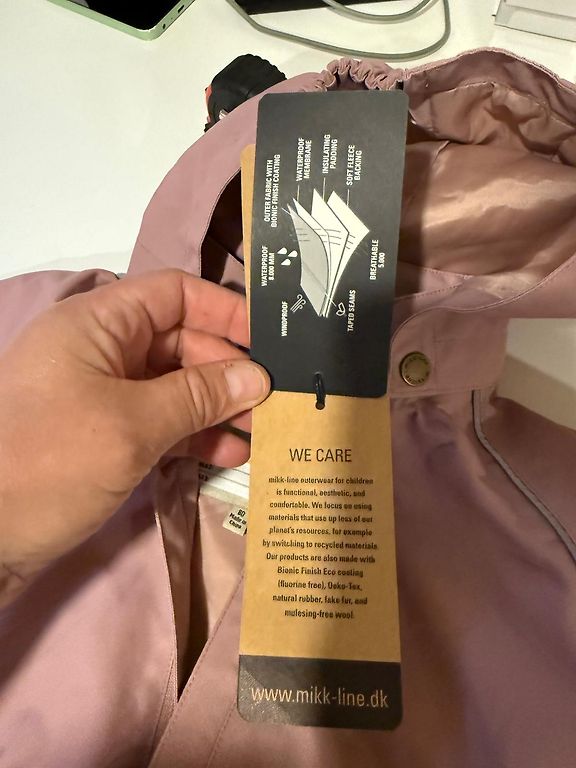 OUTER FABRIC WITH
BIONIC FINISH COATING
WATERPROOF
MEMBRANE
INSULATING
PADDING
SOFT FLEECE
BACKING
WATERPROOF
8.000 MM
BREATHABLE
5.000
WINDPROOF
TAPED SEAMS
WE CARE
mikk-line outerwear for children
is functional, aesthetic, and
comfortable. We focus on using
materials that use up less of our
planet's resources, for example
by switching to recycled materials.
Our products are also made with
Bionic Finish Eco coating
(fluorine free), Oeko-Tex,
natural rubber, fake fur, and
mulesing-free wool.
www.mikk-line.dk
80
Made in
China